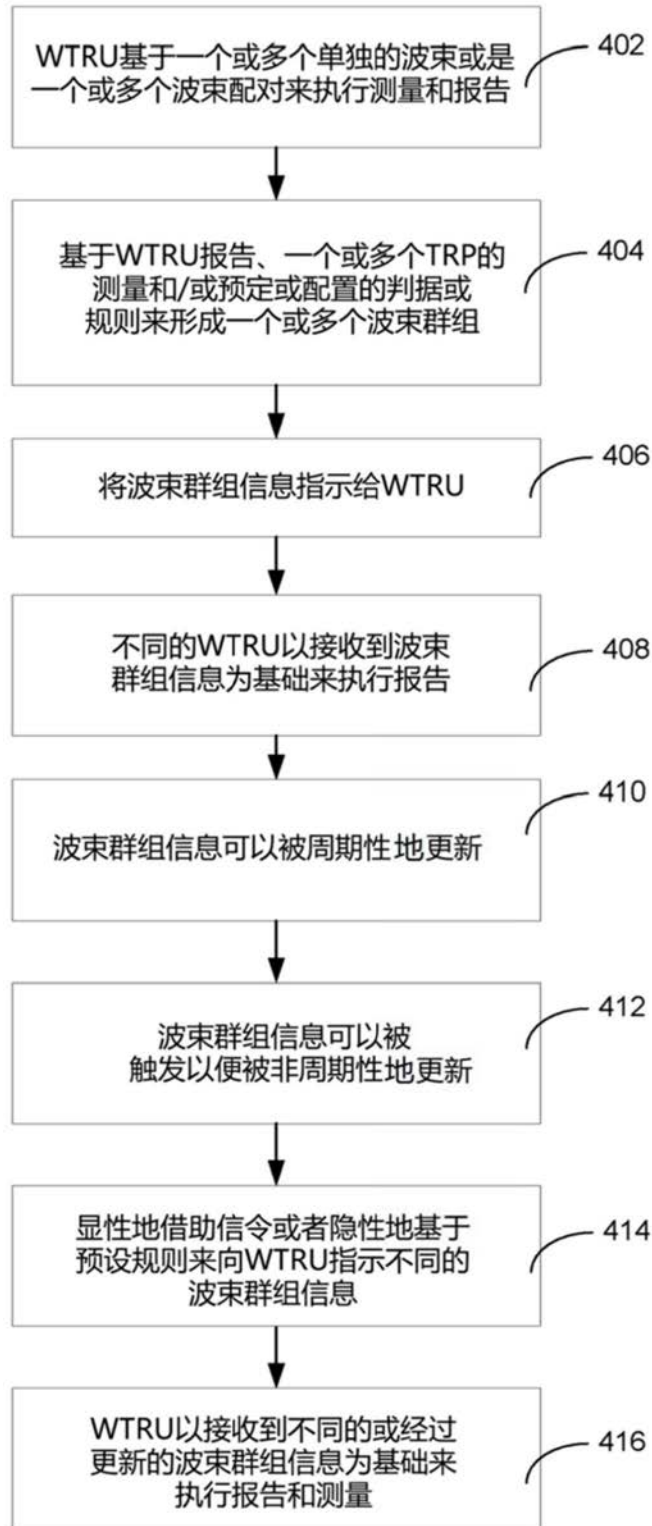 WTRU基于一个或多个单独的波束或是
一个或多个波束配对来执行测量和报告
402
基于WTRU报告、一个或多个TRP的
测量和/或预定或配置的判据或
规则来形成一个或多个波束群组
404
将波束群组信息指示给WTRU
406
不同的WTRU以接收到波束
群组信息为基础来执行报告
408
波束群组信息可以被周期性地更新
410
波束群组信息可以被
触发以便被非周期性地更新
412
显性地借助信令或者隐性地基于
预设规则来向WTRU指示不同的
波束群组信息
414
WTRU以接收到不同的或经过
更新的波束群组信息为基础来
执行报告和测量
416